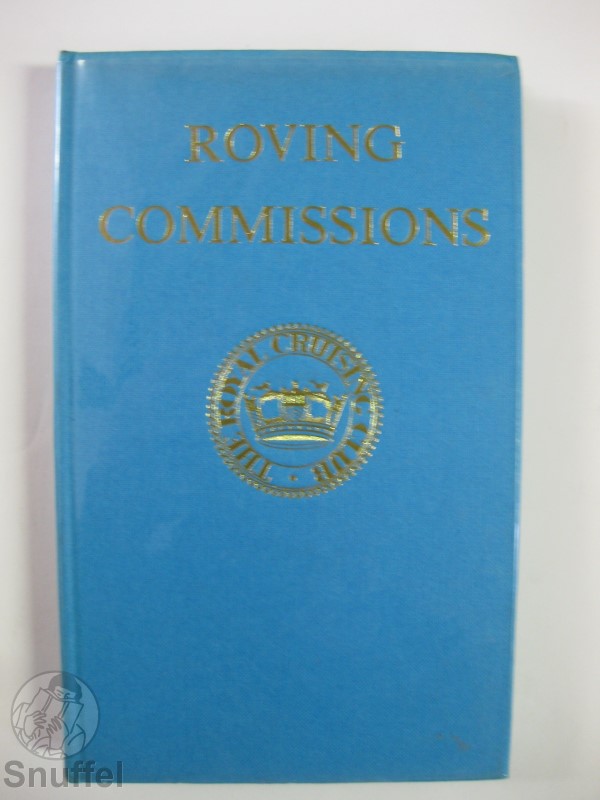 ROVING
COMMISSIONS
THE ROYAL CRUISING CLUB
Snuffel